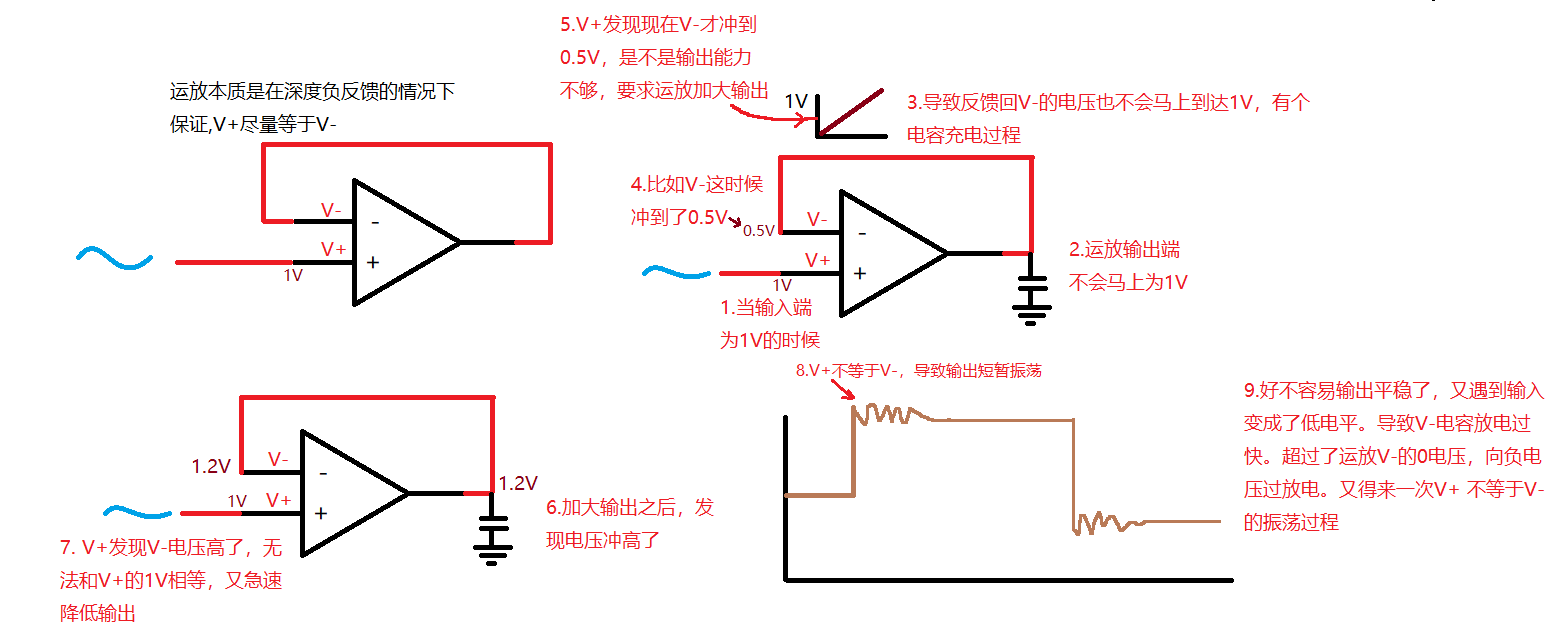 运放本质是在深度负反馈的情况下
保证,V+尽量等于V-
V-
-
V+
+
1V
5.V+发现现在V-才冲到
0.5V，是不是输出能力
不够，要求运放加大输出
1V
3.导致反馈回V-的电压也不会马上到达1V，有个
电容充电过程
4.比如V-这时候
冲到了0.5V
0.5V
V-
-
V+
+
1V
2.运放输出端
不会马上为1V
1.当输入端
为1V的时候
1.2V
V-
-
1V
V+
+
1.2V
6.加大输出之后，发
现电压冲高了
7. V+发现V-电压高了，无
法和V+的1V相等，又急速
降低输出
8.V+不等于V-，导致输出短暂振荡
9.好不容易输出平稳了，又遇到输入
变成了低电平。导致V-电容放电过
快。超过了运放V-的0电压，向负电
压过放电。又得来一次V+ 不等于V-
的振荡过程